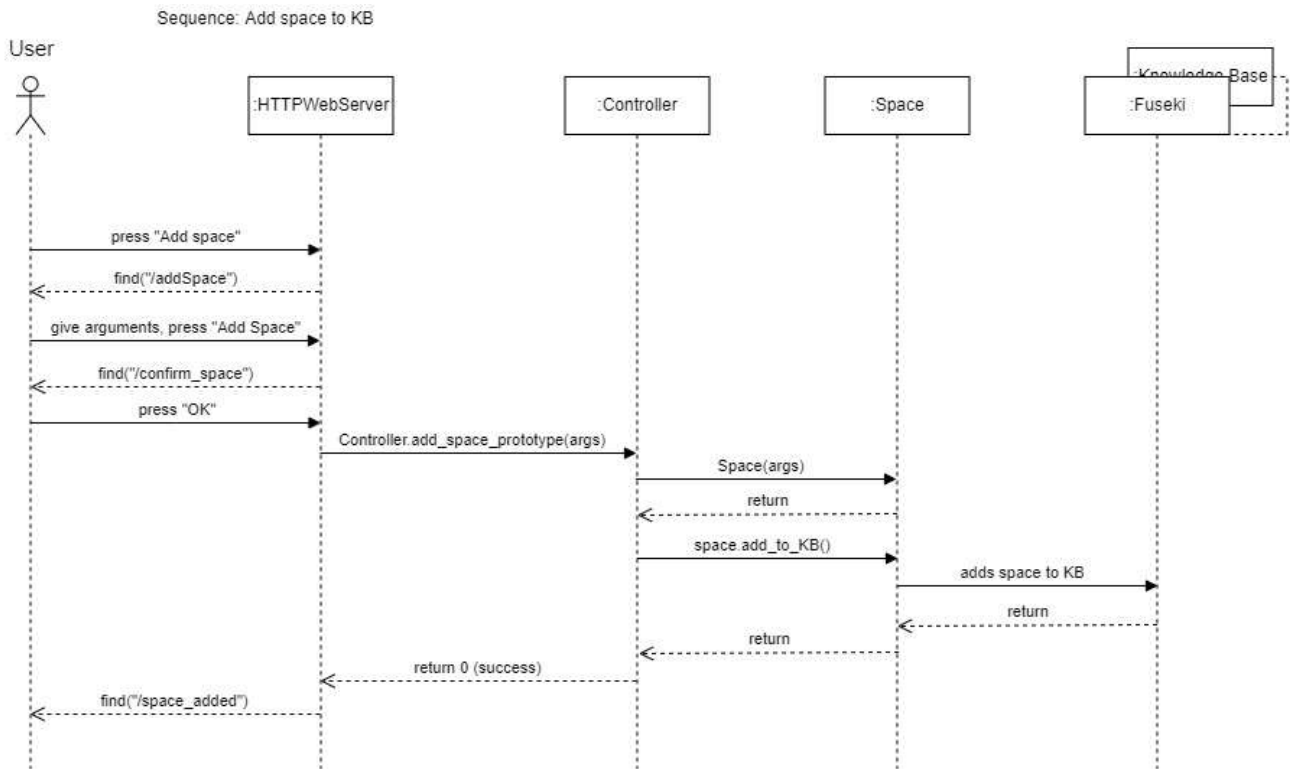 Sequence: Add space to KB
User
:HTTPWebServer
:Controller
:Space
:Knowledge Base
:Fuseki
press "Add space"
find("/addSpace")
give arguments, press "Add Space"
find("/confirm_space")
press "OK"
Controller.add_space_prototype(args)
Space(args)
return
space.add_to_KB()
adds space to KB
return
return
return 0 (success)
find("/space_added")